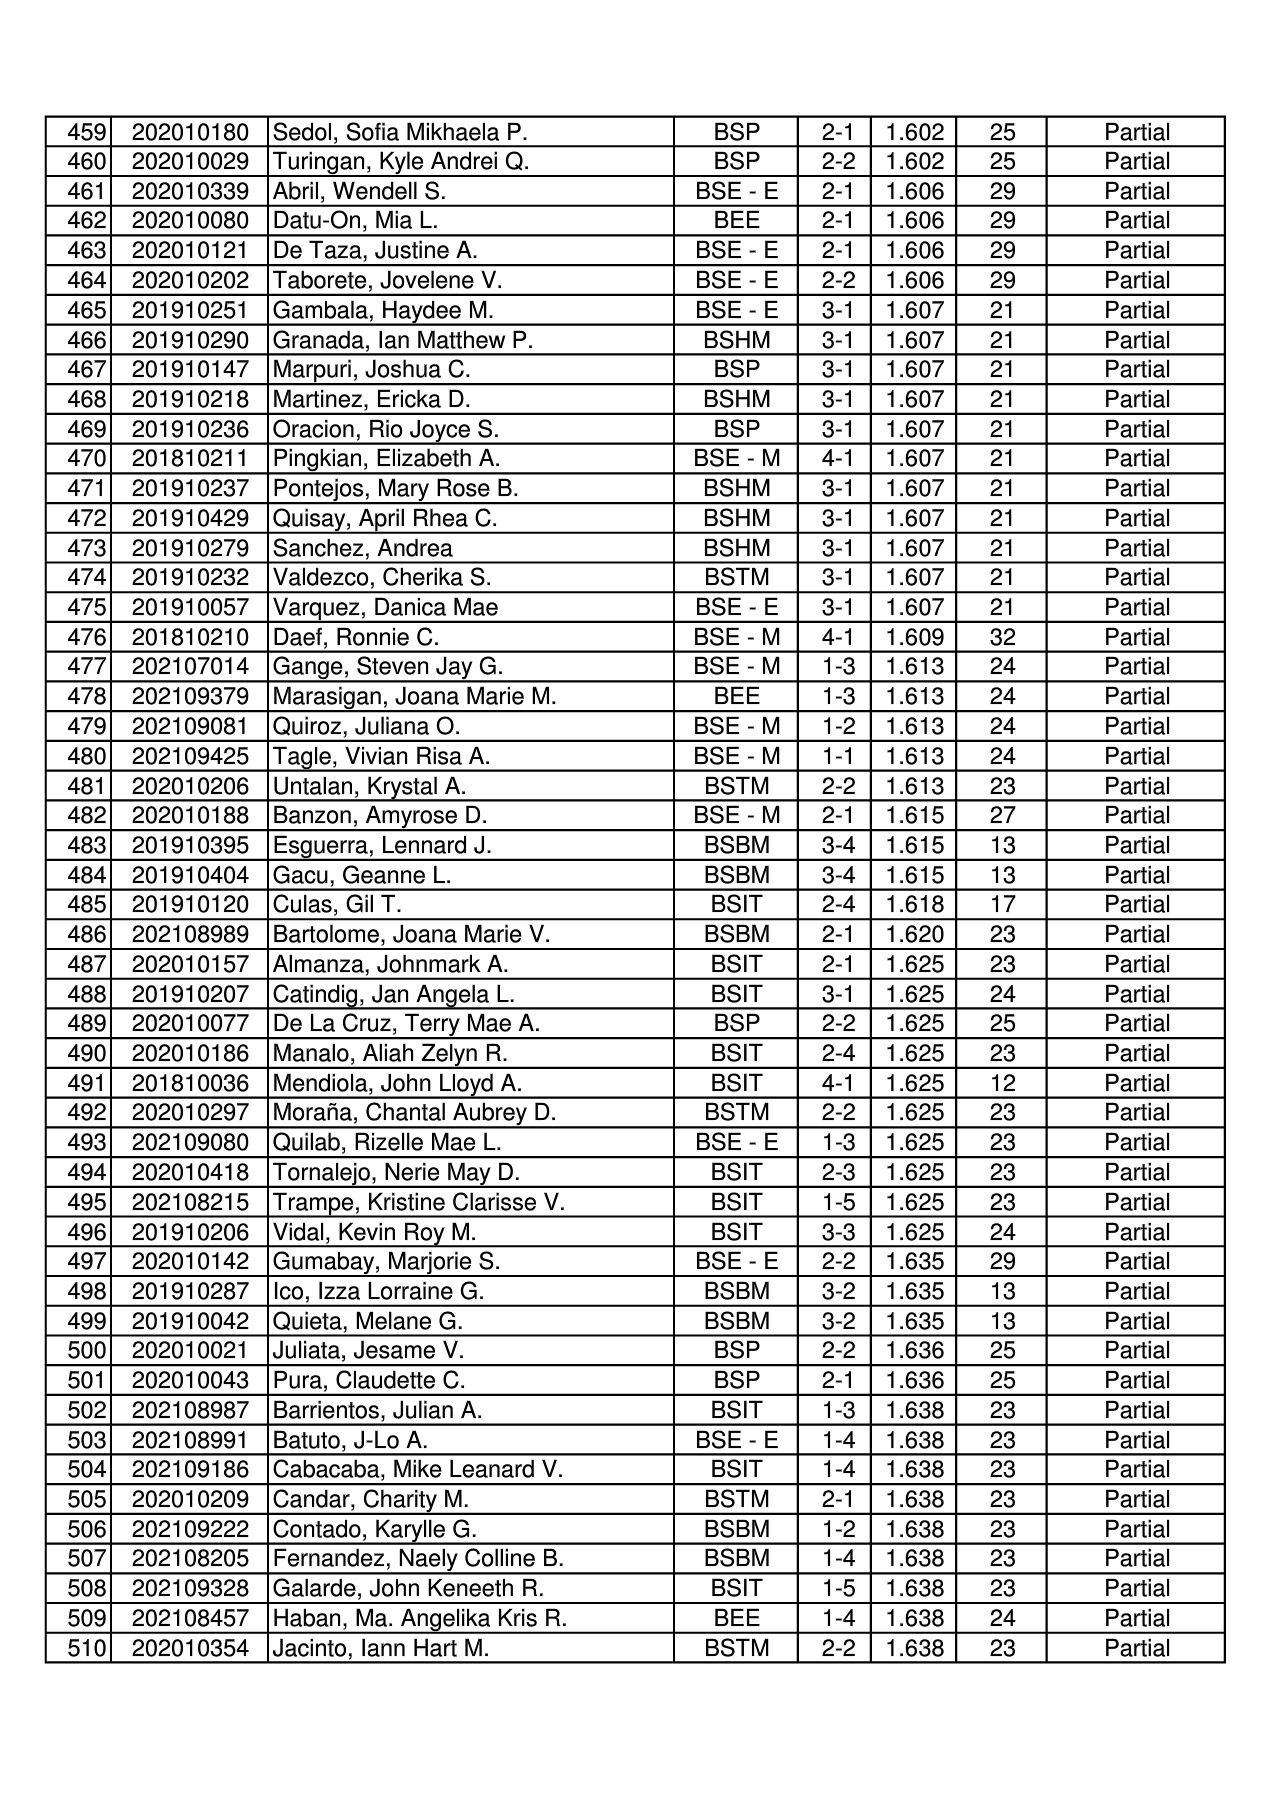 459 202010180 Sedol, Sofia Mikhaela P. BSP 2-1 1.602 25 Partial
460 202010029 Turingan, Kyle Andrei Q. BSP 2-2 1.602 25 Partial
461 202010339 Abril, Wendell S. BSE - E 2-1 1.606 29 Partial
462 202010080 Datu-On, Mia L. BEE 2-1 1.606 29 Partial
463 202010121 De Taza, Justine A. BSE - E 2-1 1.606 29 Partial
464 202010202 Taborete, Jovelene V. BSE - E 2-2 1.606 29 Partial
465 201910251 Gambala, Haydee M. BSE - E 3-1 1.607 21 Partial
466 201910290 Granada, Ian Matthew P. BSHM 3-1 1.607 21 Partial
467 201910147 Marpuri, Joshua C. BSP 3-1 1.607 21 Partial
468 201910218 Martinez, Ericka D. BSHM 3-1 1.607 21 Partial
469 201910236 Oracion, Rio Joyce S. BSP 3-1 1.607 21 Partial
470 201810211 Pingkian, Elizabeth A. BSE - M 4-1 1.607 21 Partial
471 201910237 Pontejos, Mary Rose B. BSHM 3-1 1.607 21 Partial
472 201910429 Quisay, April Rhea C. BSHM 3-1 1.607 21 Partial
473 201910279 Sanchez, Andrea BSHM 3-1 1.607 21 Partial
474 201910232 Valdezco, Cherika S. BSTM 3-1 1.607 21 Partial
475 201910057 Varquez, Danica Mae BSE - E 3-1 1.607 21 Partial
476 201810210 Daef, Ronnie C. BSE - M 4-1 1.609 32 Partial
477 202107014 Gange, Steven Jay G. BSE - M 1-3 1.613 24 Partial
478 202109379 Marasigan, Joana Marie M. BEE 1-3 1.613 24 Partial
479 202109081 Quiroz, Juliana O. BSE - M 1-2 1.613 24 Partial
480 202109425 Tagle, Vivian Risa A. BSE - M 1-1 1.613 24 Partial
481 202010206 Untalan, Krystal A. BSTM 2-2 1.613 23 Partial
482 202010188 Banzon, Amyrose D. BSE - M 2-1 1.615 27 Partial
483 201910395 Esguerra, Lennard J. BSBM 3-4 1.615 13 Partial
484 201910404 Gacu, Geanne L. BSBM 3-4 1.615 13 Partial
485 201910120 Culas, Gil T. BSIT 2-4 1.618 17 Partial
486 202108989 Bartolome, Joana Marie V. BSBM 2-1 1.620 23 Partial
487 202010157 Almanza, Johnmark A. BSIT 2-1 1.625 23 Partial
488 201910207 Catindig, Jan Angela L. BSIT 3-1 1.625 24 Partial
489 202010077 De La Cruz, Terry Mae A. BSP 2-2 1.625 25 Partial
490 202010186 Manalo, Aliah Zelyn R. BSIT 2-4 1.625 23 Partial
491 201810036 Mendiola, John Lloyd A. BSIT 4-1 1.625 12 Partial
492 202010297 Moraña, Chantal Aubrey D. BSTM 2-2 1.625 23 Partial
493 202109080 Quilab, Rizelle Mae L. BSE - E 1-3 1.625 23 Partial
494 202010418 Tornalejo, Nerie May D. BSIT 2-3 1.625 23 Partial
495 202108215 Trampe, Kristine Clarisse V. BSIT 1-5 1.625 23 Partial
496 201910206 Vidal, Kevin Roy M. BSIT 3-3 1.625 24 Partial
497 202010142 Gumabay, Marjorie S. BSE - E 2-2 1.635 29 Partial
498 201910287 Ico, Izza Lorraine G. BSBM 3-2 1.635 13 Partial
499 201910042 Quieta, Melane G. BSBM 3-2 1.635 13 Partial
500 202010021 Juliata, Jesame V. BSP 2-2 1.636 25 Partial
501 202010043 Pura, Claudette C. BSP 2-1 1.636 25 Partial
502 202108987 Barrientos, Julian A. BSIT 1-3 1.638 23 Partial
503 202108991 Batuto, J-Lo A. BSE - E 1-4 1.638 23 Partial
504 202109186 Cabacaba, Mike Leanard V. BSIT 1-4 1.638 23 Partial
505 202010209 Candar, Charity M. BSTM 2-1 1.638 23 Partial
506 202109222 Contado, Karylle G. BSBM 1-2 1.638 23 Partial
507 202108205 Fernandez, Naely Colline B. BSBM 1-4 1.638 23 Partial
508 202109328 Galarde, John Keneeth R. BSIT 1-5 1.638 23 Partial
509 202108457 Haban, Ma. Angelika Kris R. BEE 1-4 1.638 24 Partial
510 202010354 Jacinto, Iann Hart M. BSTM 2-2 1.638 23 Partial